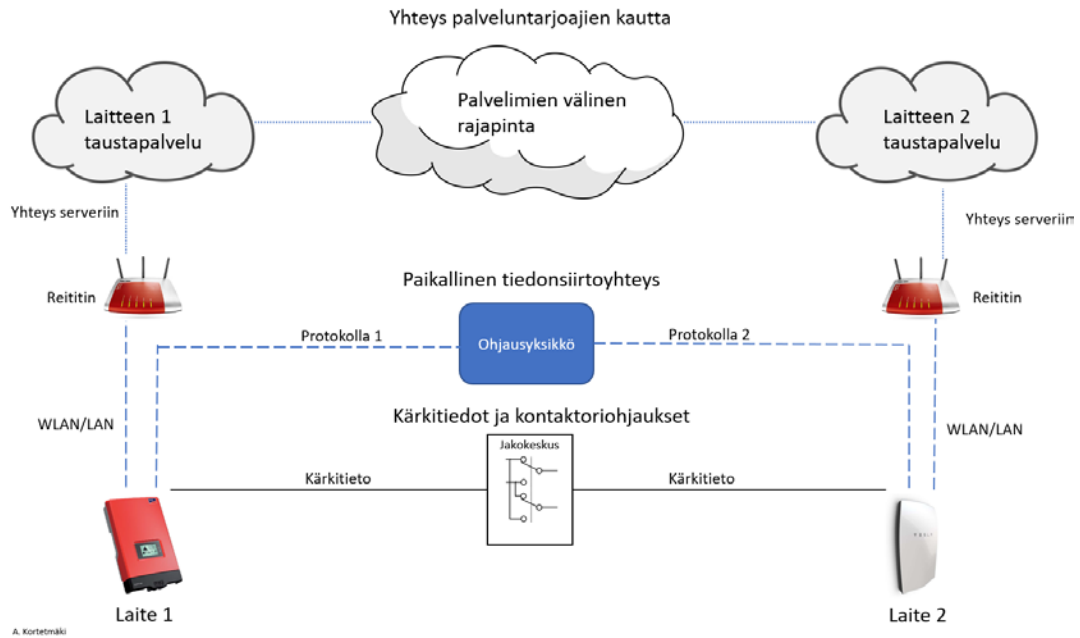 Yhteys palveluntarjoajien kautta
Laitteen 1
taustapalvelu
Palvelimien välinen
rajapinta
Laitteen 2
taustapalvelu
Yhteys serveriin
Yhteys serveriin
Reititin
Paikallinen tiedonsiirtoyhteys
Reititin
Protokolla 1
Ohjausyksikkö
Protokolla 2
WLAN/LAN
Kärkitiedot ja kontaktoriohjaukset
WLAN/LAN
Jakokeskus
Kärkitieto
Kärkitieto
TESLA
Laite 1
Laite 2
A. Kortetmäki